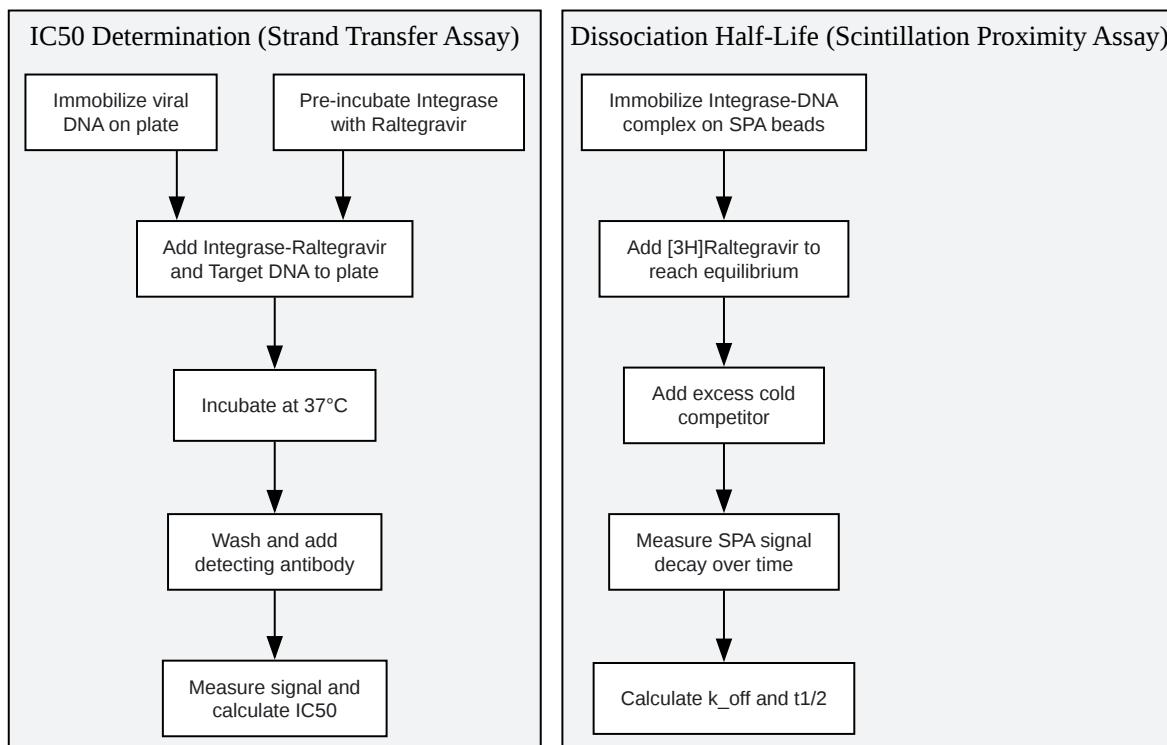 IC50 Determination (Strand Transfer Assay)
Immobilize viral
DNA on plate
Pre-incubate Integrase
with Raltegravir
Add Integrase-Raltegravir
and Target DNA to plate
Incubate at 37°C
Wash and add
detecting antibody
Measure signal and
calculate IC50
Dissociation Half-Life (Scintillation Proximity Assay)
Immobilize Integrase-DNA
complex on SPA beads
Add [3H]Raltegravir to
reach equilibrium
Add excess cold
competitor
Measure SPA signal
decay over time
Calculate k_off and t1/2